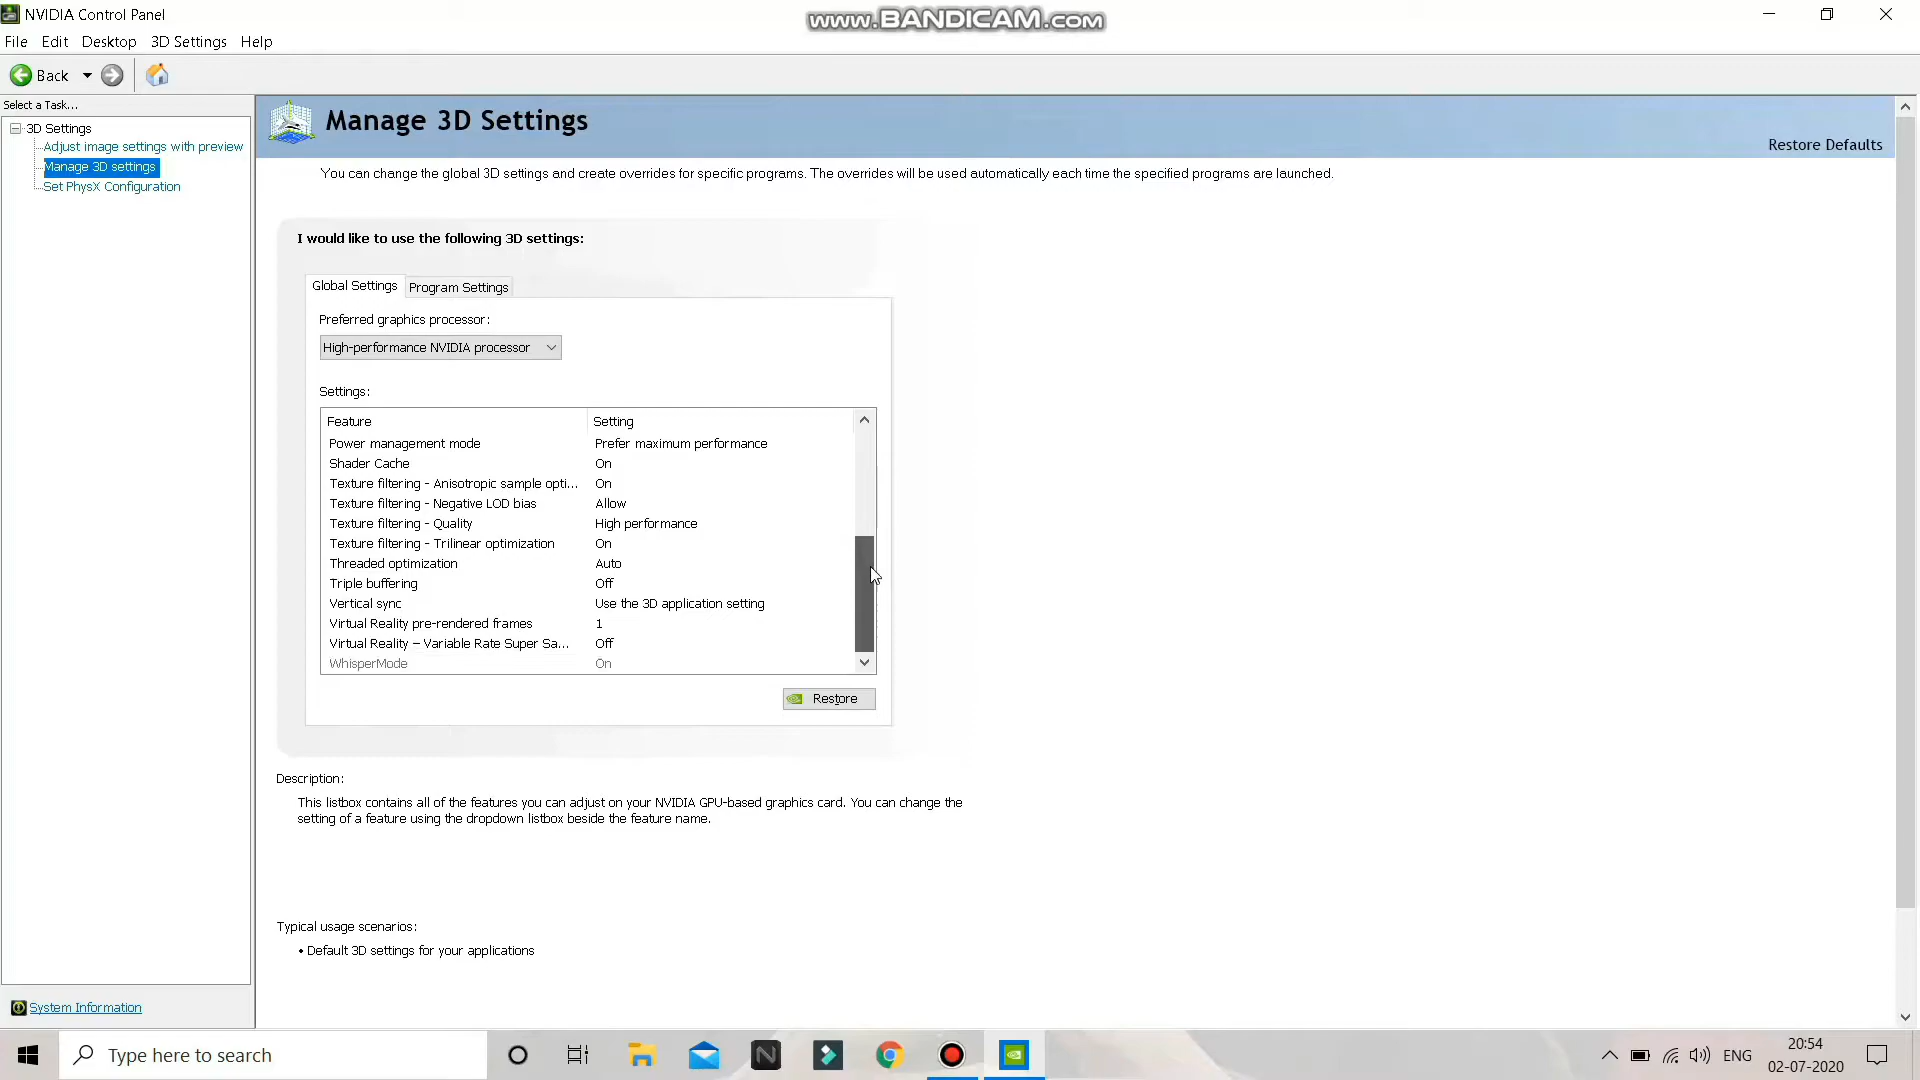 NVIDIA Control Panel
www.BANDICAM.com
File Edit Desktop 3D Settings Help
Back
Select a Task...
3D Settings
Adjust image settings with preview
Manage 3D settings
Set PhysX Configuration
System Information
Manage 3D Settings
Restore Defaults
You can change the global 3D settings and create overrides for specific programs. The overrides will be used automatically each time the specified programs are launched.
I would like to use the following 3D settings:
Global Settings Program Settings
Preferred graphics processor:
High-performance NVIDIA processor
Settings:
Feature Setting
Power management mode Prefer maximum performance
Shader Cache On
Texture filtering - Anisotropic sample opti... On
Texture filtering - Negative LOD bias Allow
Texture filtering - Quality High performance
Texture filtering - Trilinear optimization On
Threaded optimization Auto
Triple buffering Off
Vertical sync Use the 3D application setting
Virtual Reality pre-rendered frames 1
Virtual Reality – Variable Rate Super Sa... Off
WhisperMode On
Restore
Description:
This listbox contains all of the features you can adjust on your NVIDIA GPU-based graphics card. You can change the
setting of a feature using the dropdown listbox beside the feature name.
Typical usage scenarios:
• Default 3D settings for your applications
Type here to search
ENG
20:54
02-07-2020